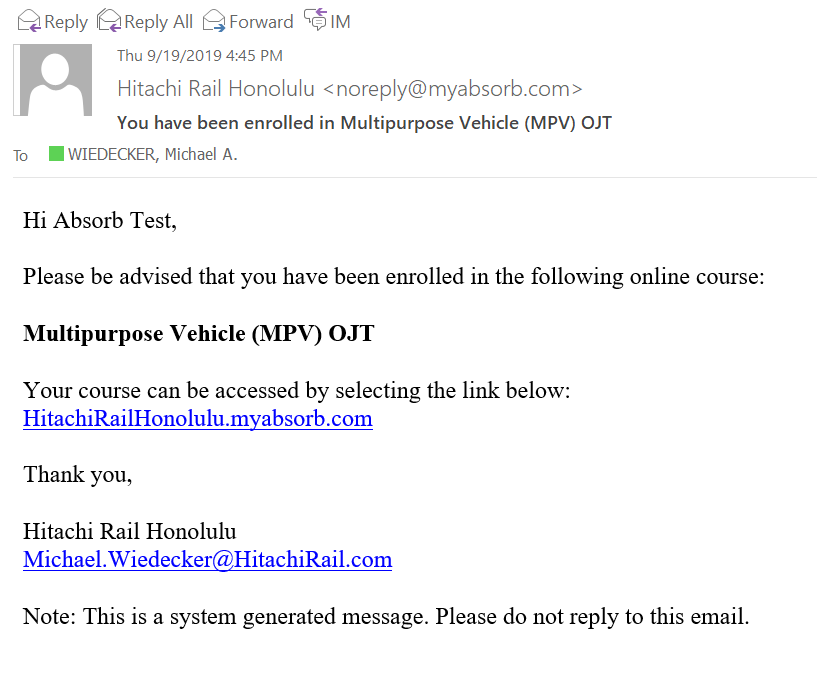 Reply Reply All Forward IM
Thu 9/19/2019 4:45 PM
Hitachi Rail Honolulu <noreply@myabsorb.com>
You have been enrolled in Multipurpose Vehicle (MPV) OJT
To WIEDECKER, Michael A.
Hi Absorb Test,
Please be advised that you have been enrolled in the following online course:
Multipurpose Vehicle (MPV) OJT
Your course can be accessed by selecting the link below:
HitachiRailHonolulu.myabsorb.com
Thank you,
Hitachi Rail Honolulu
Michael.Wiedecker@HitachiRail.com
Note: This is a system generated message. Please do not reply to this email.